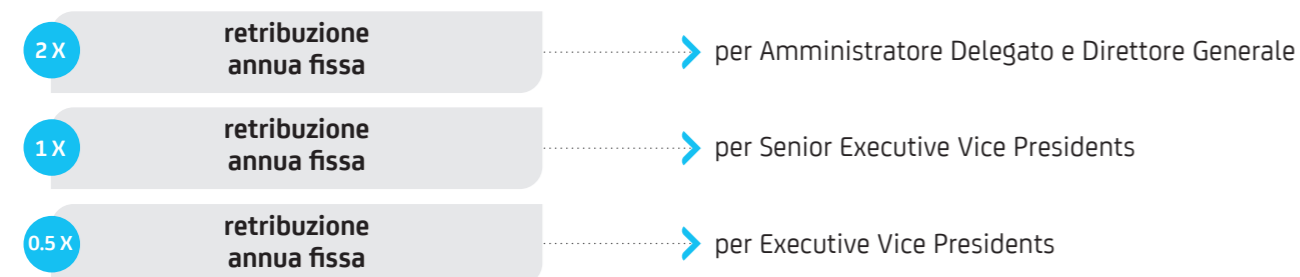 2 X
retribuzione
annua fissa
per Amministratore Delegato e Direttore Generale
1 X
retribuzione
annua fissa
per Senior Executive Vice Presidents
0.5 X
retribuzione
annua fissa
per Executive Vice Presidents